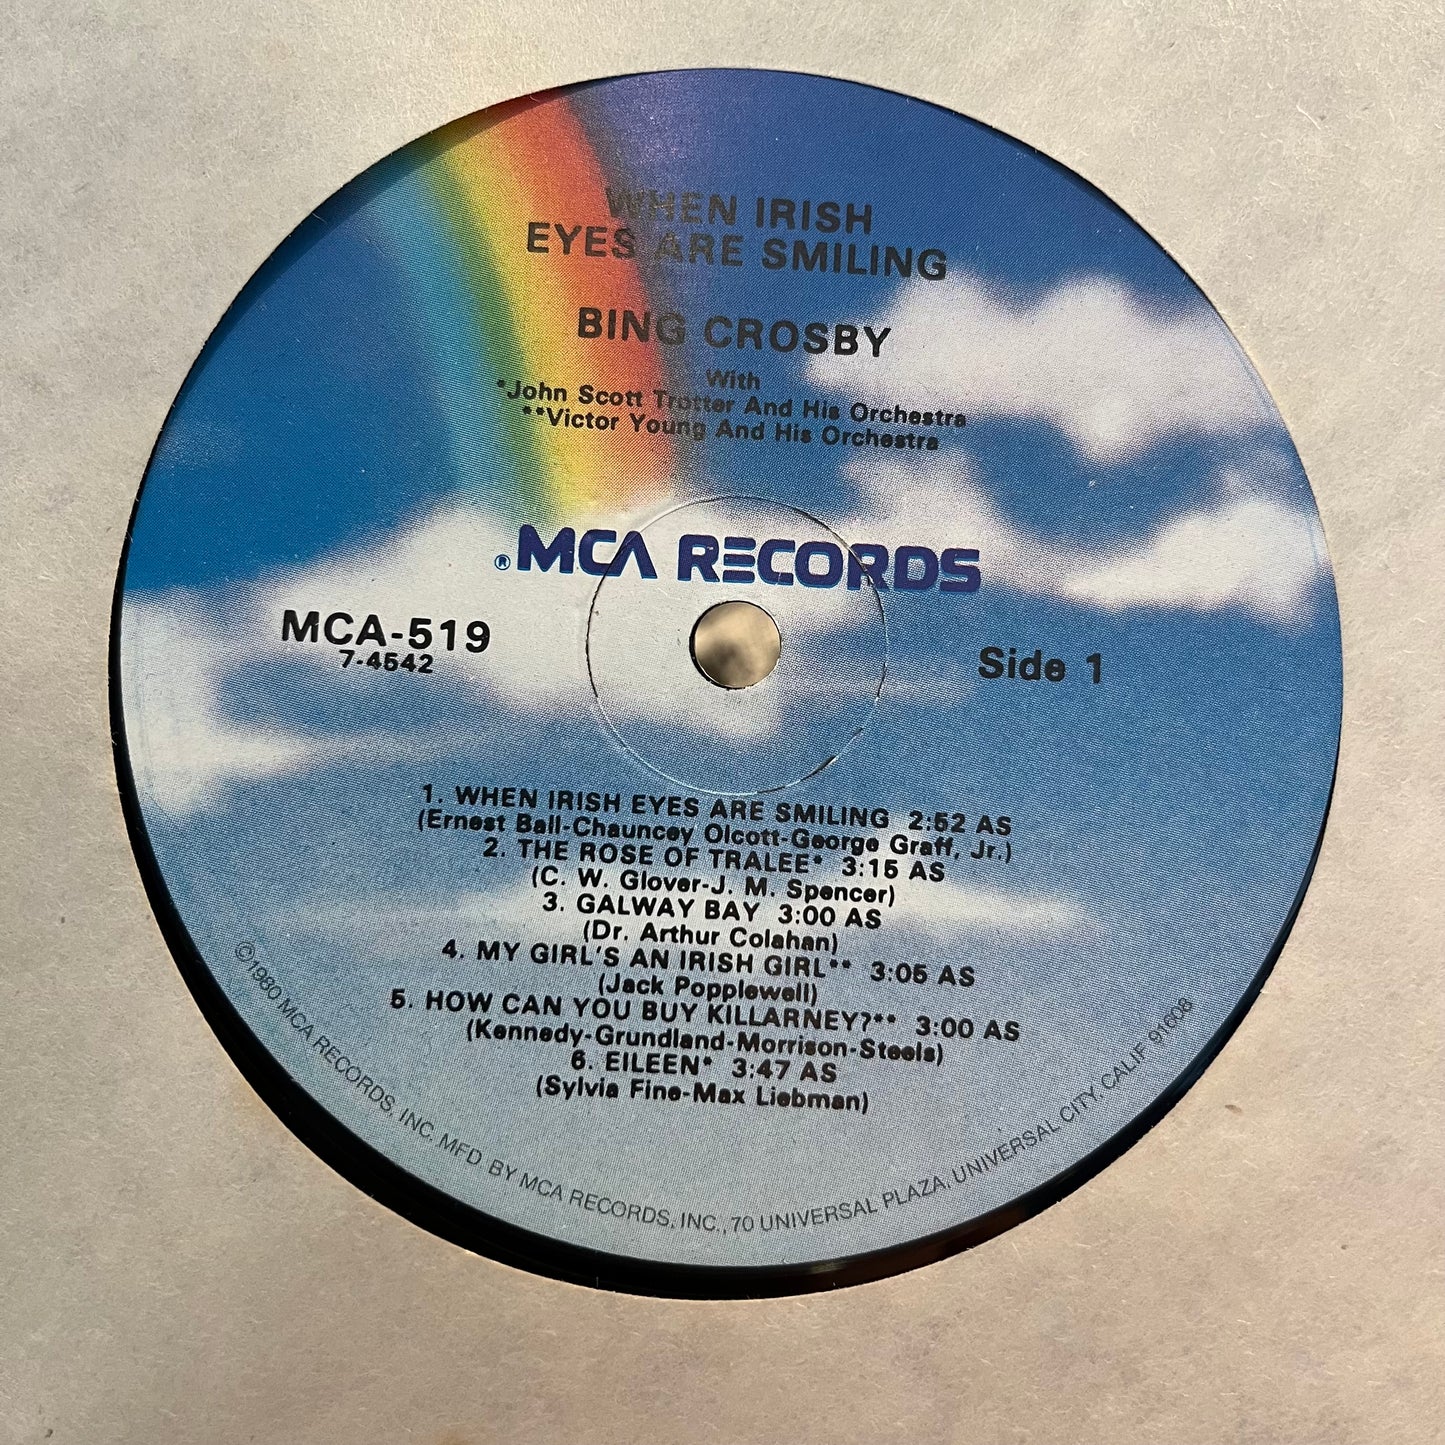 WHEN IRISH
EYES ARE SMILING
BING CROSBY
With
*John Scott Trotter And His Orchestra
**Victor Young And His Orchestra
® MCA RECORDS
MCA-519
7-4542
Side 1
1. WHEN IRISH EYES ARE SMILING 2:52 AS
(Ernest Ball-Chauncey Olcott-George Graff, Jr.)
2. THE ROSE OF TRALEE* 3:15 AS
(C. W. Glover-J. M. Spencer)
3. GALWAY BAY 3:00 AS
(Dr. Arthur Colahan)
4. MY GIRL'S AN IRISH GIRL** 3:05 AS
(Jack Popplewell)
5. HOW CAN YOU BUY KILLARNEY?** 3:00 AS
(Kennedy-Grundland-Morrison-Steels)
6. EILEEN* 3:47 AS
(Sylvia Fine-Max Liebman)
©1980 MCA RECORDS, INC. MFD BY MCA RECORDS, INC., 70 UNIVERSAL PLAZA, UNIVERSAL CITY, CALIF 91608